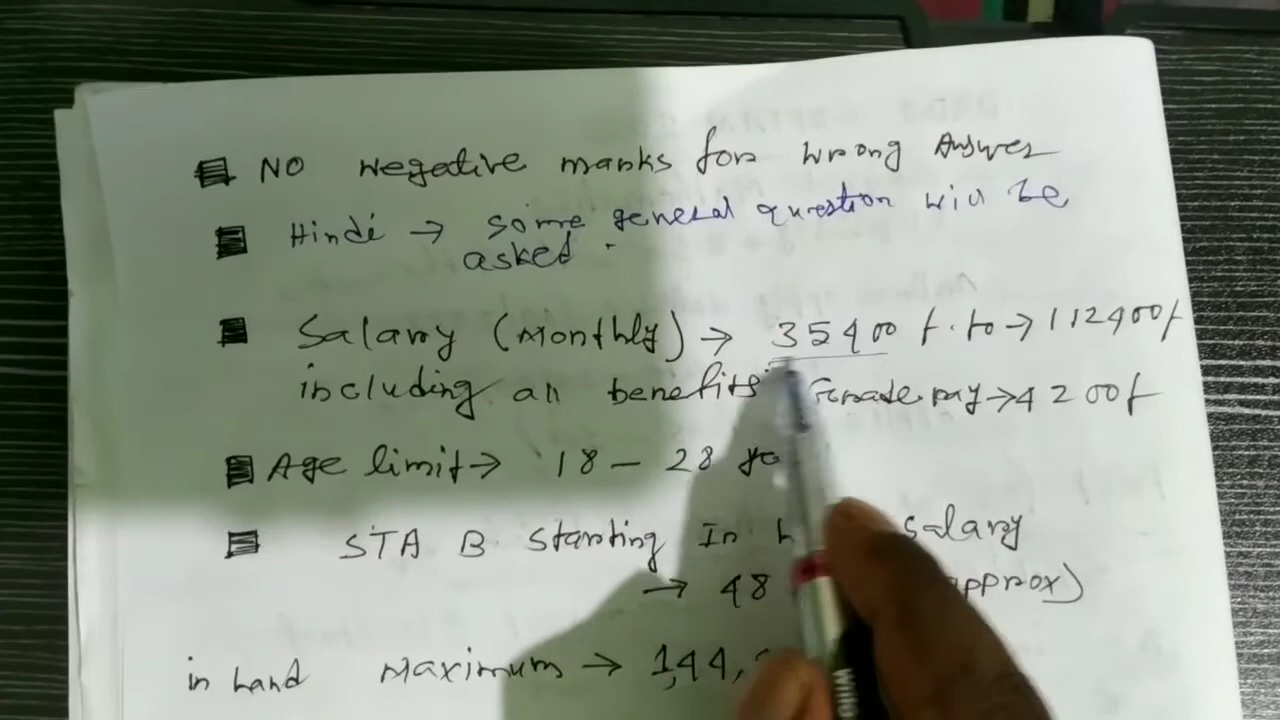 NO negative marks for wrong Answer
Hindi → Some general question will be
asked.
Salary (Monthly) → 35400 /- to → 112400/-
including all benefits Grade pay → 4200/-
Age limit → 18 – 28
STA B Starting In salary
→ 48 approx)
in hand Maximum → 1,44,
write